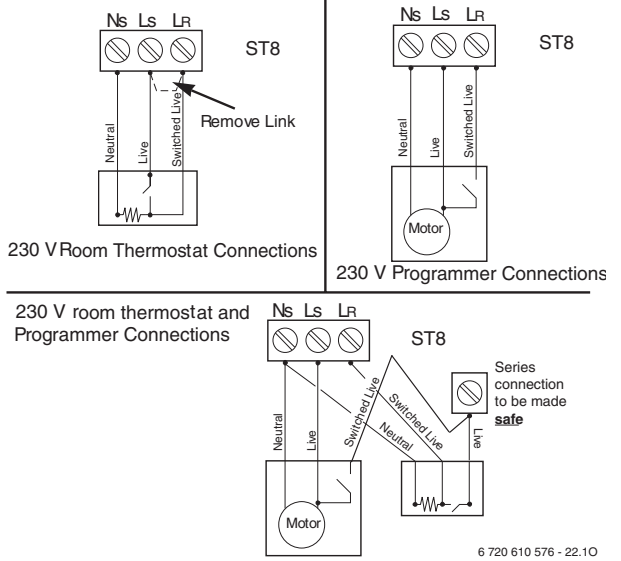 Ns Ls LR
ST8
Remove Link
Neutral
Live
Switched Live
230 V Room Thermostat Connections
Ns Ls LR
ST8
Neutral
Live
Switched Live
Motor
230 V Programmer Connections
230 V room thermostat and
Programmer Connections
Ns Ls LR
ST8
Series
connection
to be made
safe
Neutral
Live
Switched Live
Switched Live
Neutral
Live
Motor
6 720 610 576 - 22.1O